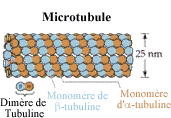 Microtubule
25 nm
Dimère de
Tubuline
Monomère de
β-tubuline
Monomère
d'α-tubuline